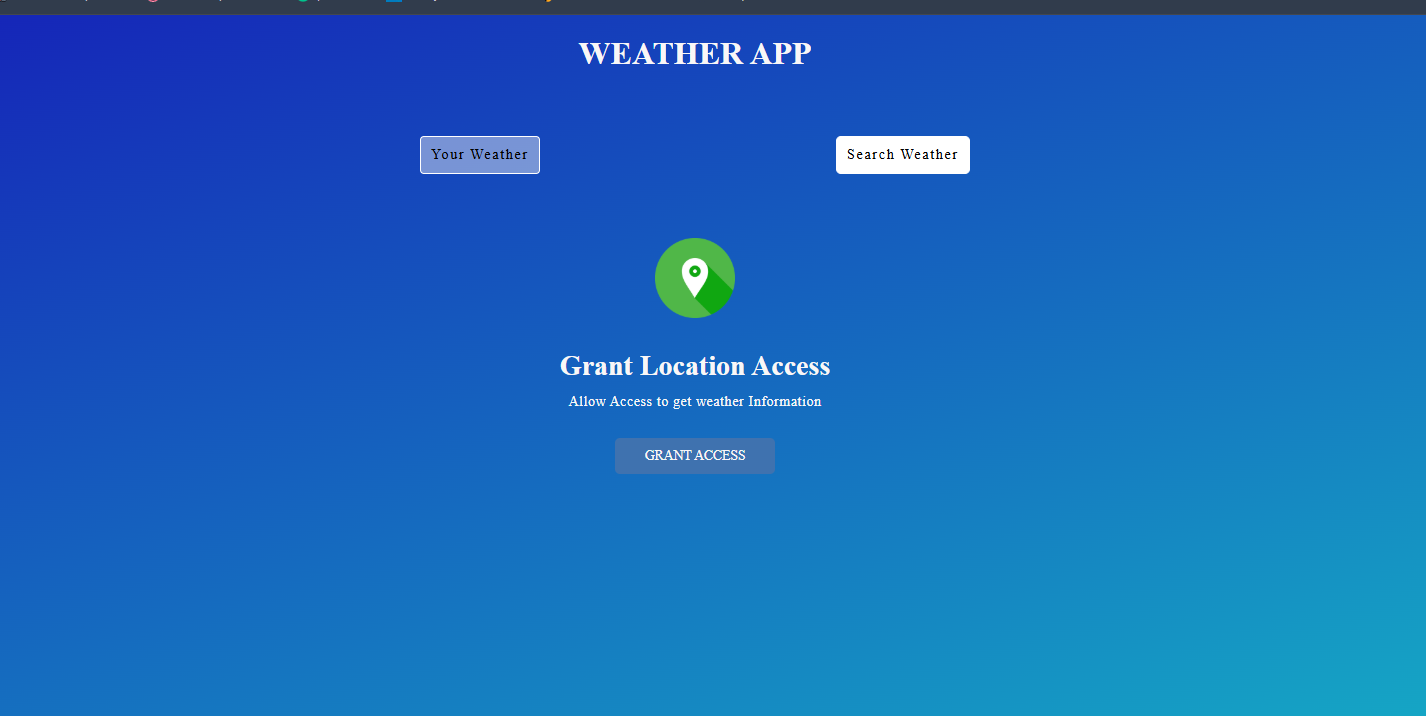 WEATHER APP
Your Weather
Search Weather
Grant Location Access
Allow Access to get weather Information
GRANT ACCESS